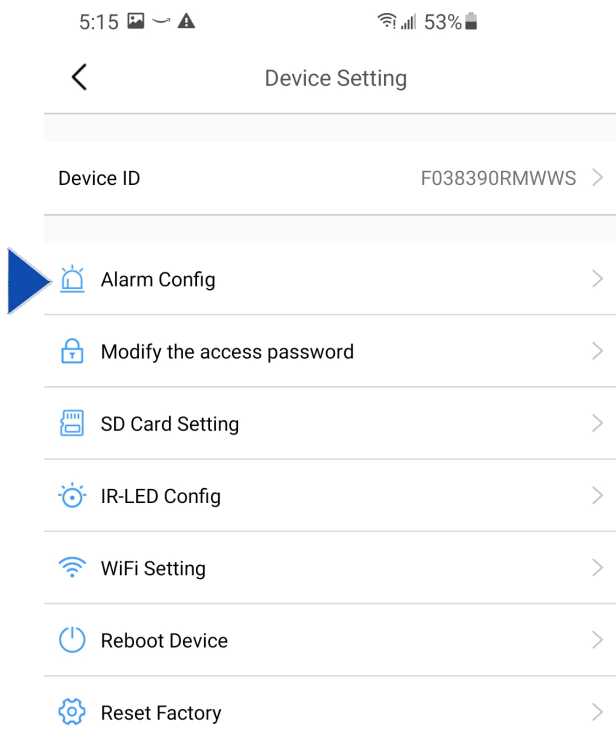 5:15 53%
Device Setting
Device ID F038390RMWWS
Alarm Config
Modify the access password
SD Card Setting
IR-LED Config
WiFi Setting
Reboot Device
Reset Factory